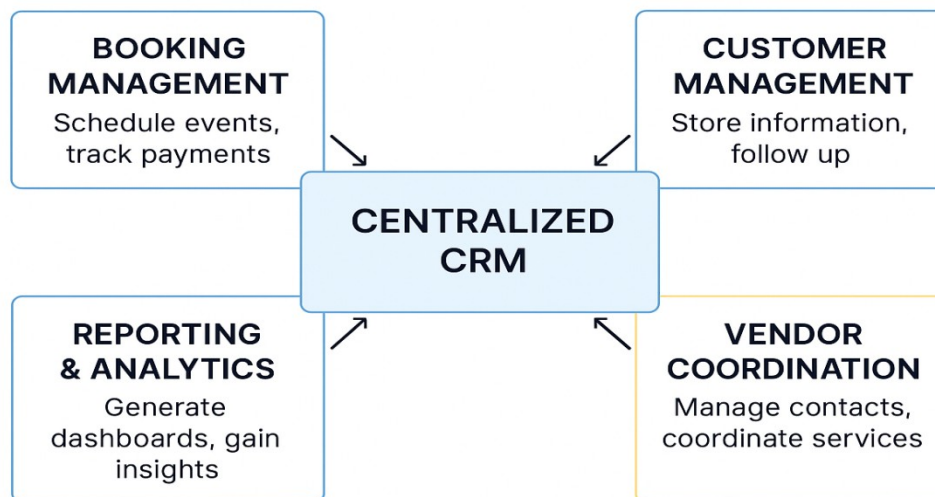 BOOKING
MANAGEMENT
Schedule events,
track payments
CUSTOMER
MANAGEMENT
Store information,
follow up
CENTRALIZED
CRM
REPORTING
& ANALYTICS
Generate
dashboards, gain
insights
VENDOR
COORDINATION
Manage contacts,
coordinate services